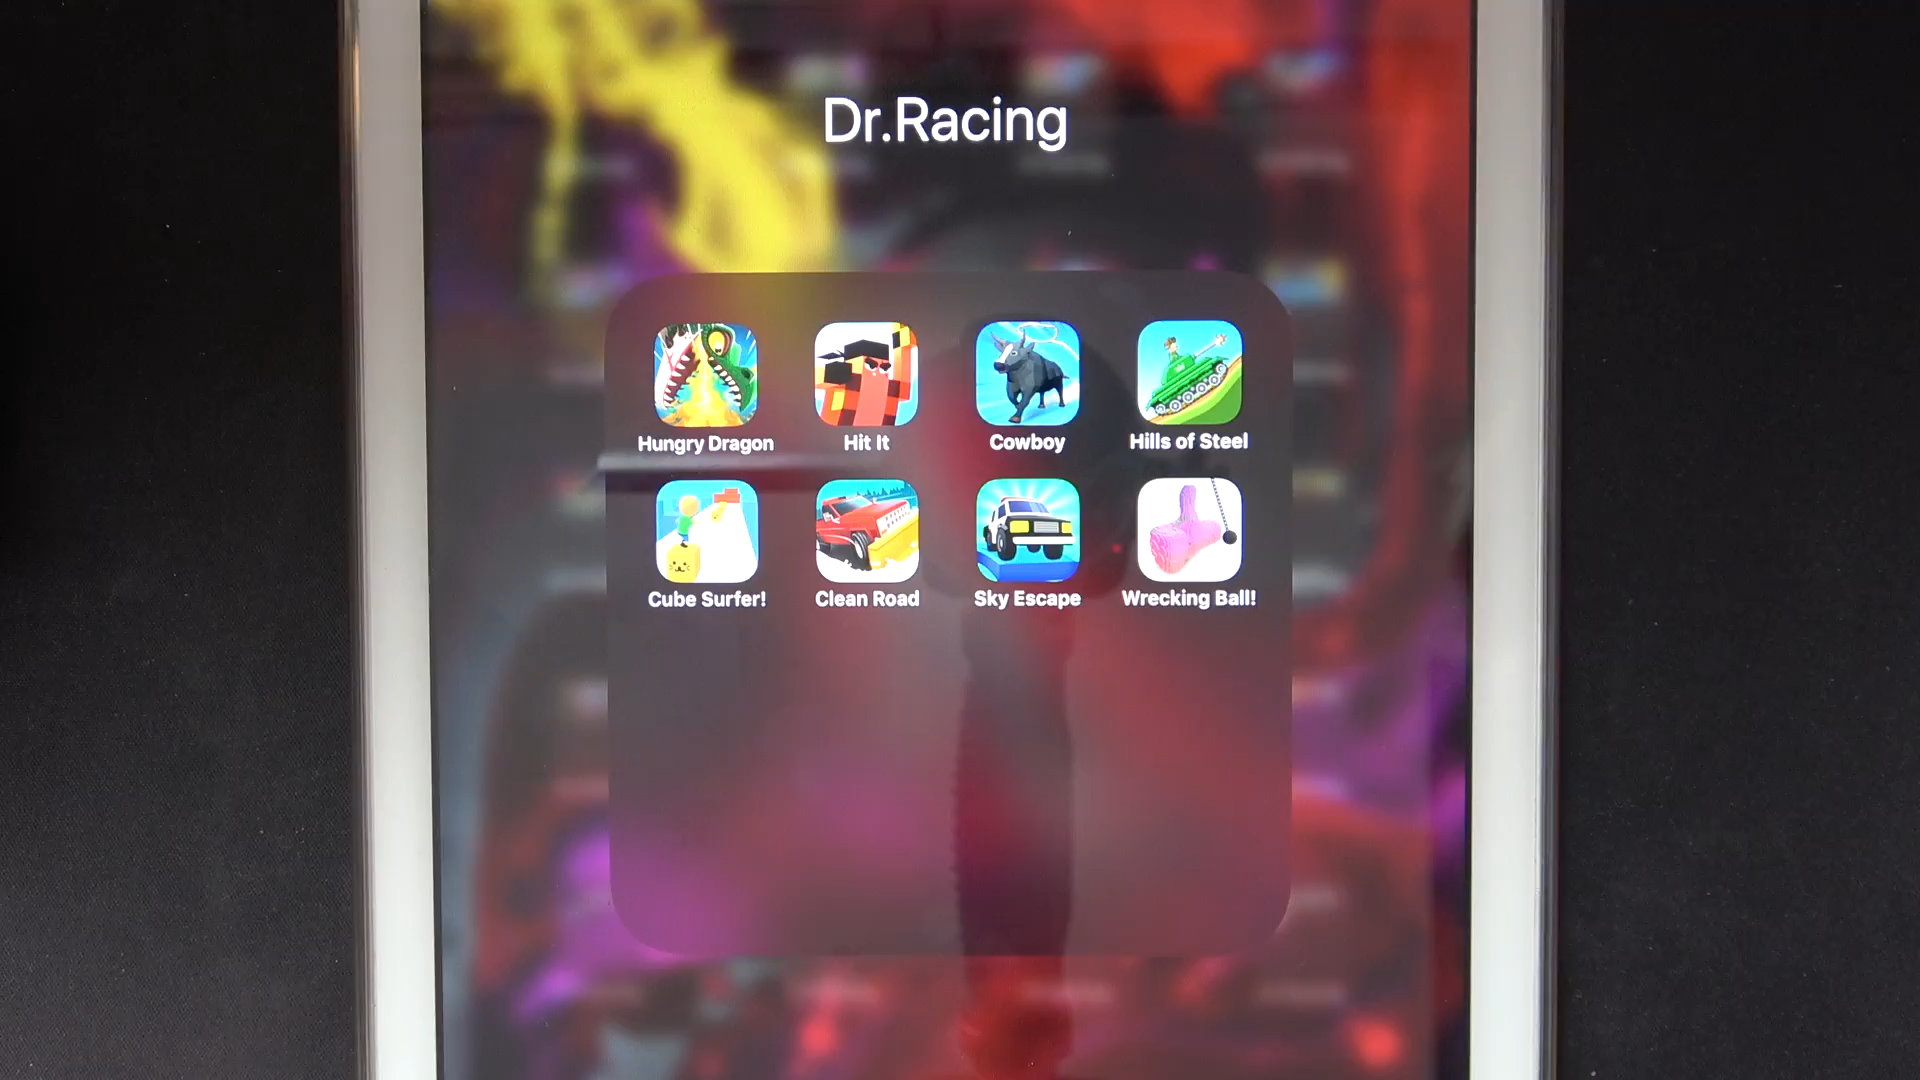 Dr.Racing
Hungry Dragon
Hit It
Cowboy
Hills of Steel
Cube Surfer!
Clean Road
Sky Escape
Wrecking Ball!